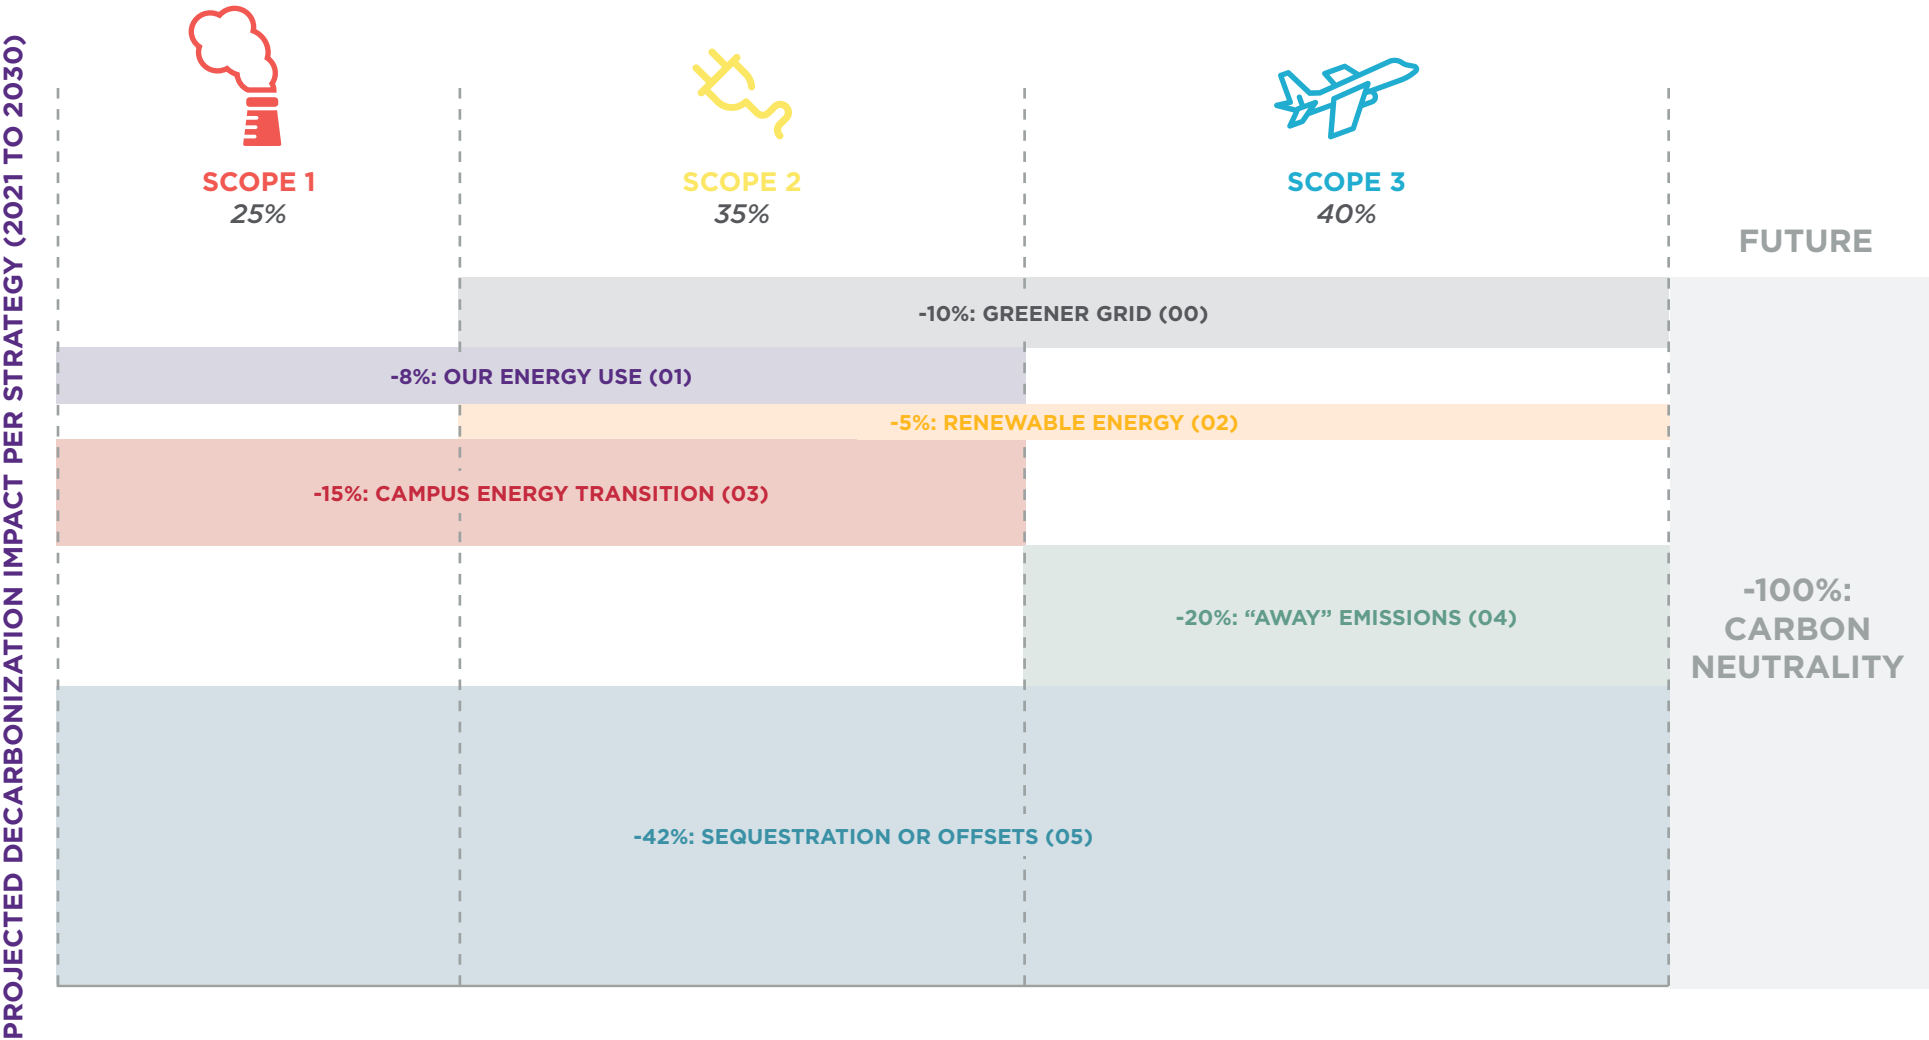 PROJECTED DECARBONIZATION IMPACT PER STRATEGY (2021 TO 2030)
SCOPE 1
25%
SCOPE 2
35%
SCOPE 3
40%
FUTURE
-10%: GREENER GRID (00)
-8%: OUR ENERGY USE (01)
-5%: RENEWABLE ENERGY (02)
-15%: CAMPUS ENERGY TRANSITION (03)
-20%: “AWAY” EMISSIONS (04)
-100%:
CARBON
NEUTRALITY
-42%: SEQUESTRATION OR OFFSETS (05)